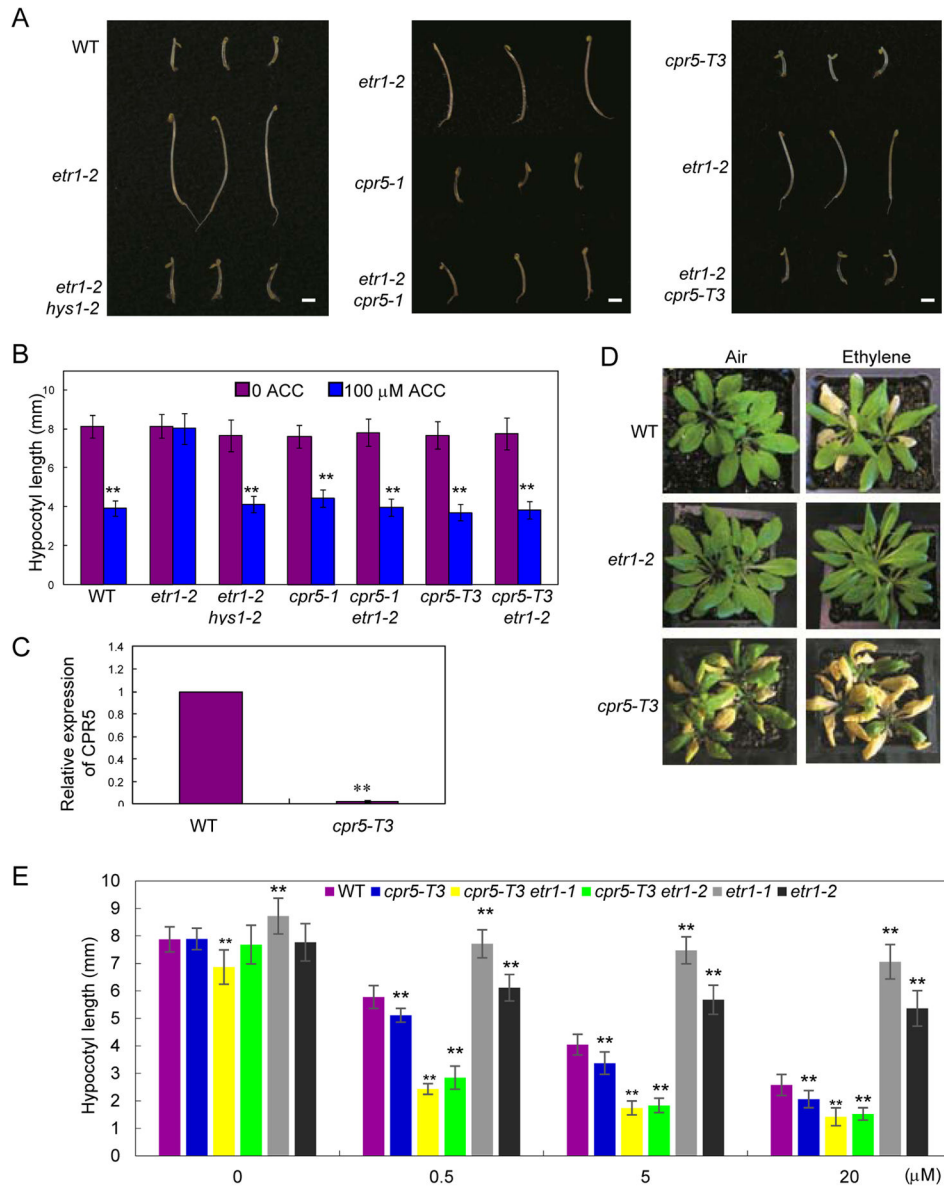 A
WT
etr1-2
etr1-2
hys1-2
etr1-2
cpr5-1
etr1-2
cpr5-1
cpr5-T3
etr1-2
etr1-2
cpr5-T3
B
Hypocotyl length (mm)
10
8
6
4
2
0
0 ACC
100 µM ACC
**
**
**
**
**
**
WT
etr1-2
etr1-2
hys1-2
cpr5-1
cpr5-1
etr1-2
cpr5-T3
cpr5-T3
etr1-2
C
Relative expression
of CPR5
1.4
1.2
1
0.8
0.6
0.4
0.2
0
**
WT
cpr5-T3
D
Air
Ethylene
WT
etr1-2
cpr5-T3
E
Hypocotyl length (mm)
10
9
8
7
6
5
4
3
2
1
0
WT cpr5-T3 cpr5-T3 etr1-1 cpr5-T3 etr1-2 etr1-1 etr1-2
** **
** ** ** ** **
** ** ** ** **
** ** ** ** **
0 0.5 5 20 (µM)